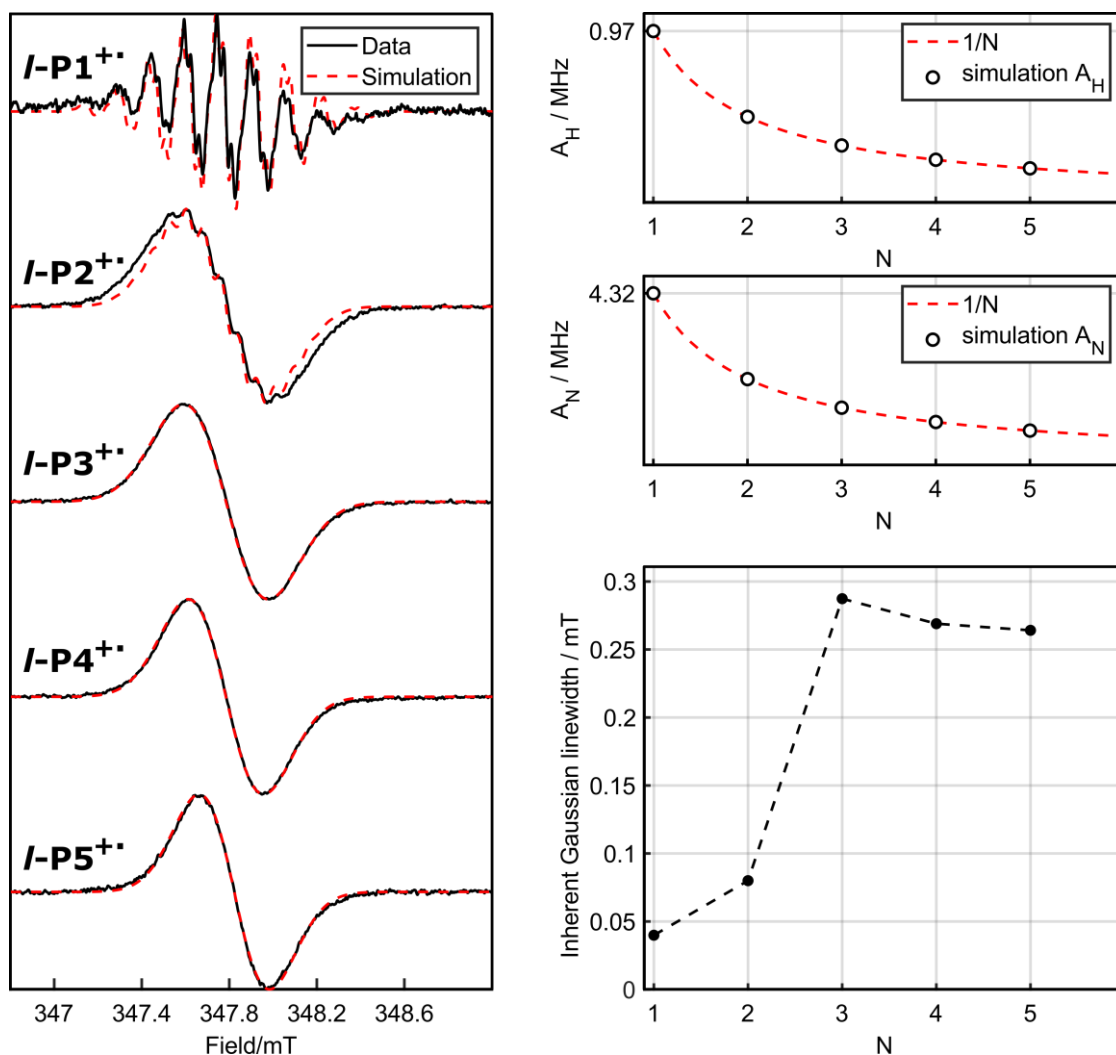 l-P1+·
Data
Simulation
l-P2+·
l-P3+·
l-P4+·
l-P5+·
347 347.4 347.8 348.2 348.6
Field/mT
0.97
A_H / MHz
1/N
simulation A_H
1 2 3 4 5
N
4.32
A_N / MHz
1/N
simulation A_N
1 2 3 4 5
N
Inherent Gaussian linewidth / mT
0.3
0.25
0.2
0.15
0.1
0.05
0
1 2 3 4 5
N